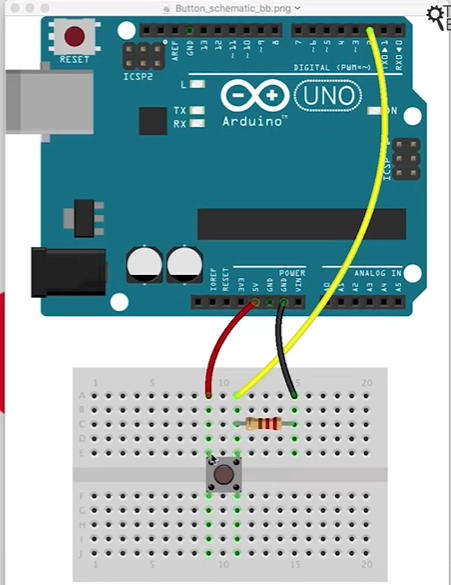 Button_schematic_bb.png
RESET
ICSP2
AREF
GND
13
12
~11
~10
~9
8
7
~6
~5
4
~3
2
TX▸1
RX◂0
DIGITAL (PWM=~)
L
TX
RX
UNO
ON
Arduino™
ICSP
IOREF
RESET
3V3
5V
GND
GND
VIN
POWER
ANALOG IN
A0
A1
A2
A3
A4
A5
1 5 10 20
A
B
C
D
E
F
G
H
I
J
1 5 10 15 20